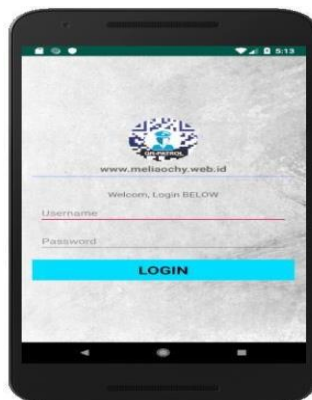 5:13
QR-PATROL
www.meliaochy.web.id
Welcom, Login BELOW
Username
Password
LOGIN